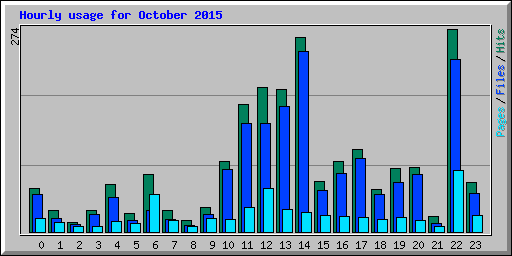 Hourly usage for October 2015
274
Pages/Files/Hits
0 1 2 3 4 5 6 7 8 9 10 11 12 13 14 15 16 17 18 19 20 21 22 23